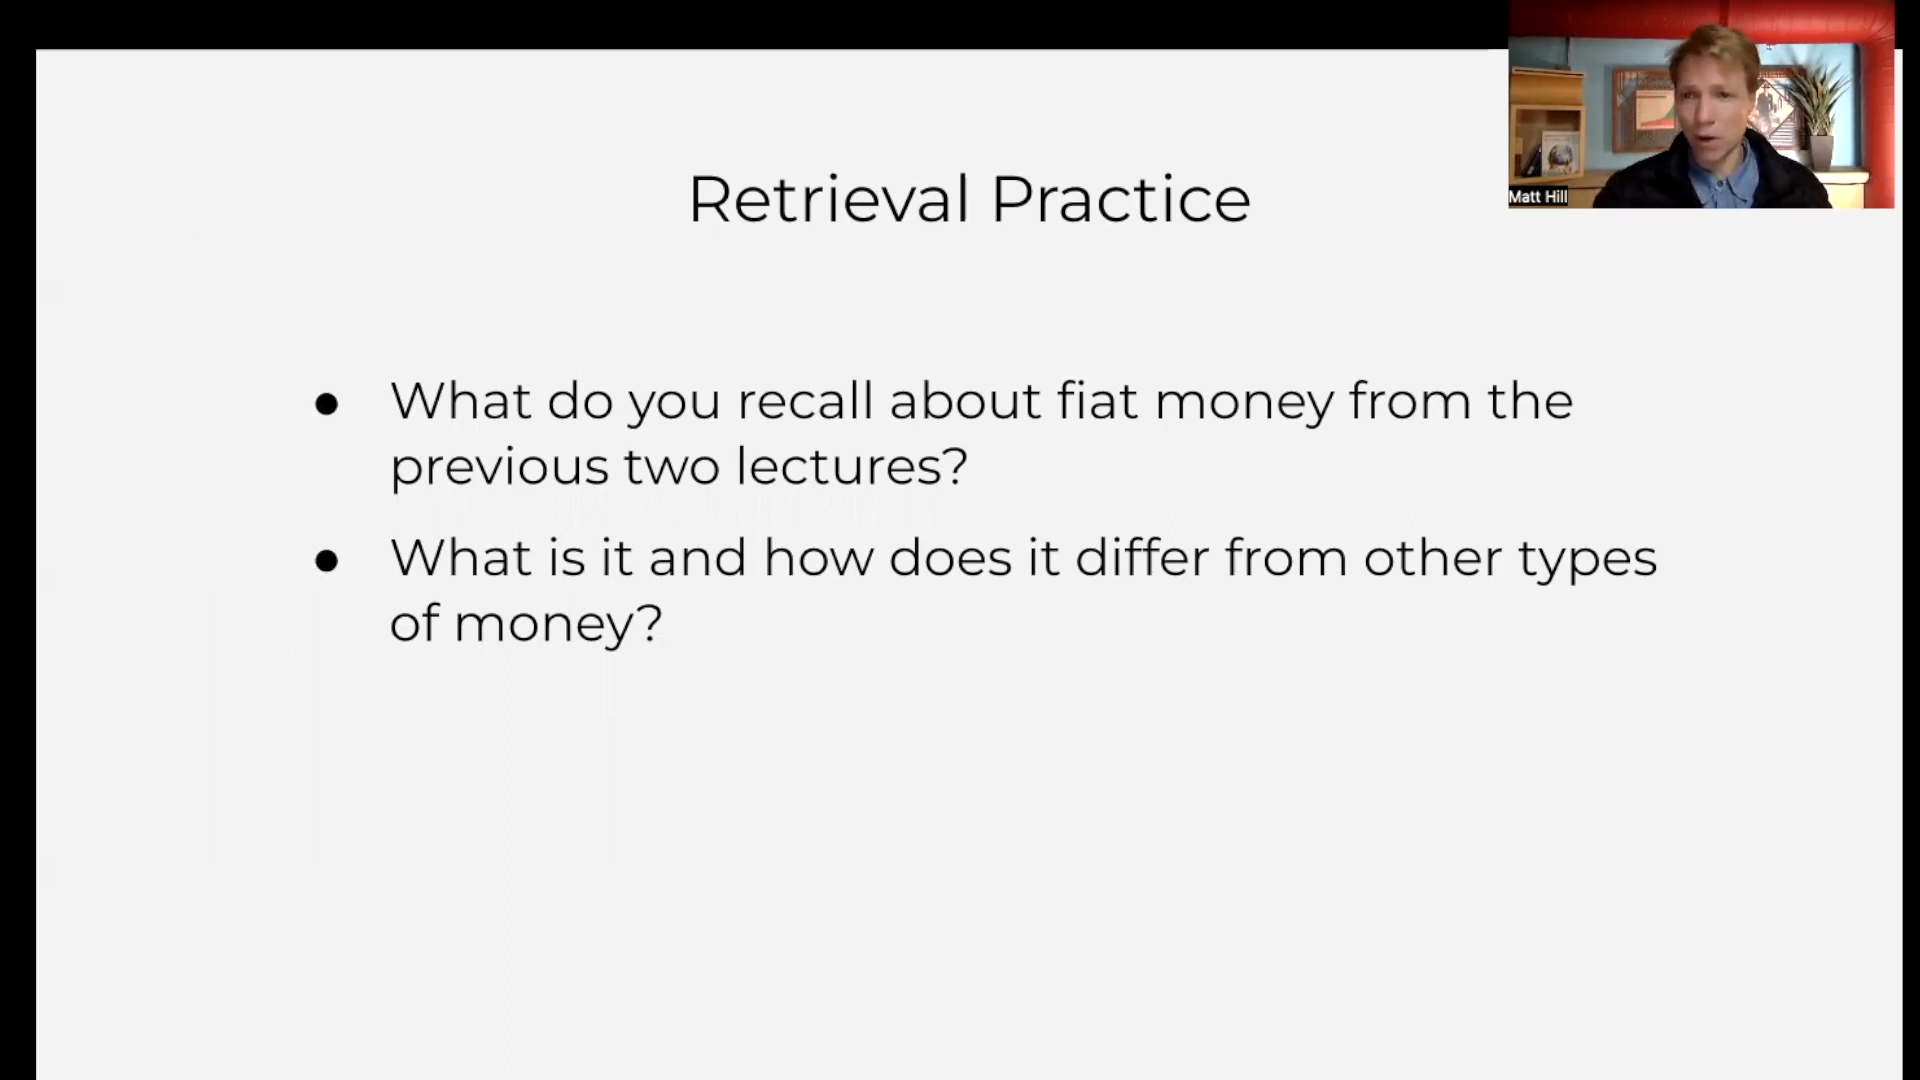 Retrieval Practice
Matt Hill
● What do you recall about fiat money from the
previous two lectures?
● What is it and how does it differ from other types
of money?